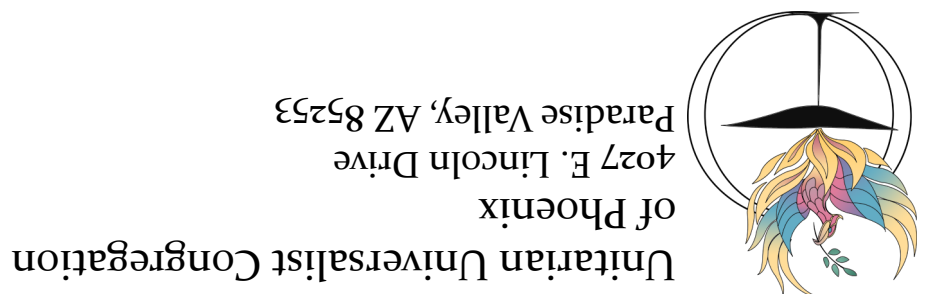 Unitarian Universalist Congregation
of Phoenix
4027 E. Lincoln Drive
Paradise Valley, AZ 85253